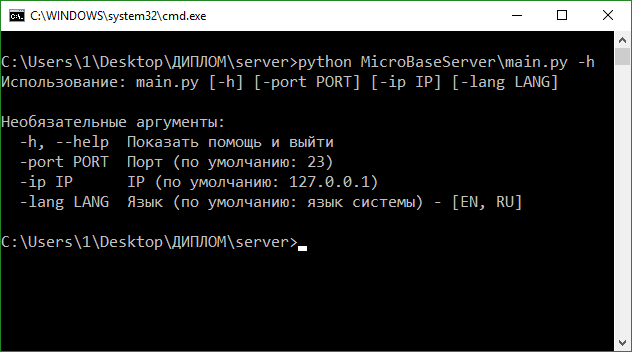 C:\WINDOWS\system32\cmd.exe
C:\Users\1\Desktop\ДИПЛОМ\server>python MicroBaseServer\main.py -h
Использование: main.py [-h] [-port PORT] [-ip IP] [-lang LANG]
Необязательные аргументы:
-h, --help Показать помощь и выйти
-port PORT Порт (по умолчанию: 23)
-ip IP IP (по умолчанию: 127.0.0.1)
-lang LANG Язык (по умолчанию: язык системы) - [EN, RU]
C:\Users\1\Desktop\ДИПЛОМ\server>